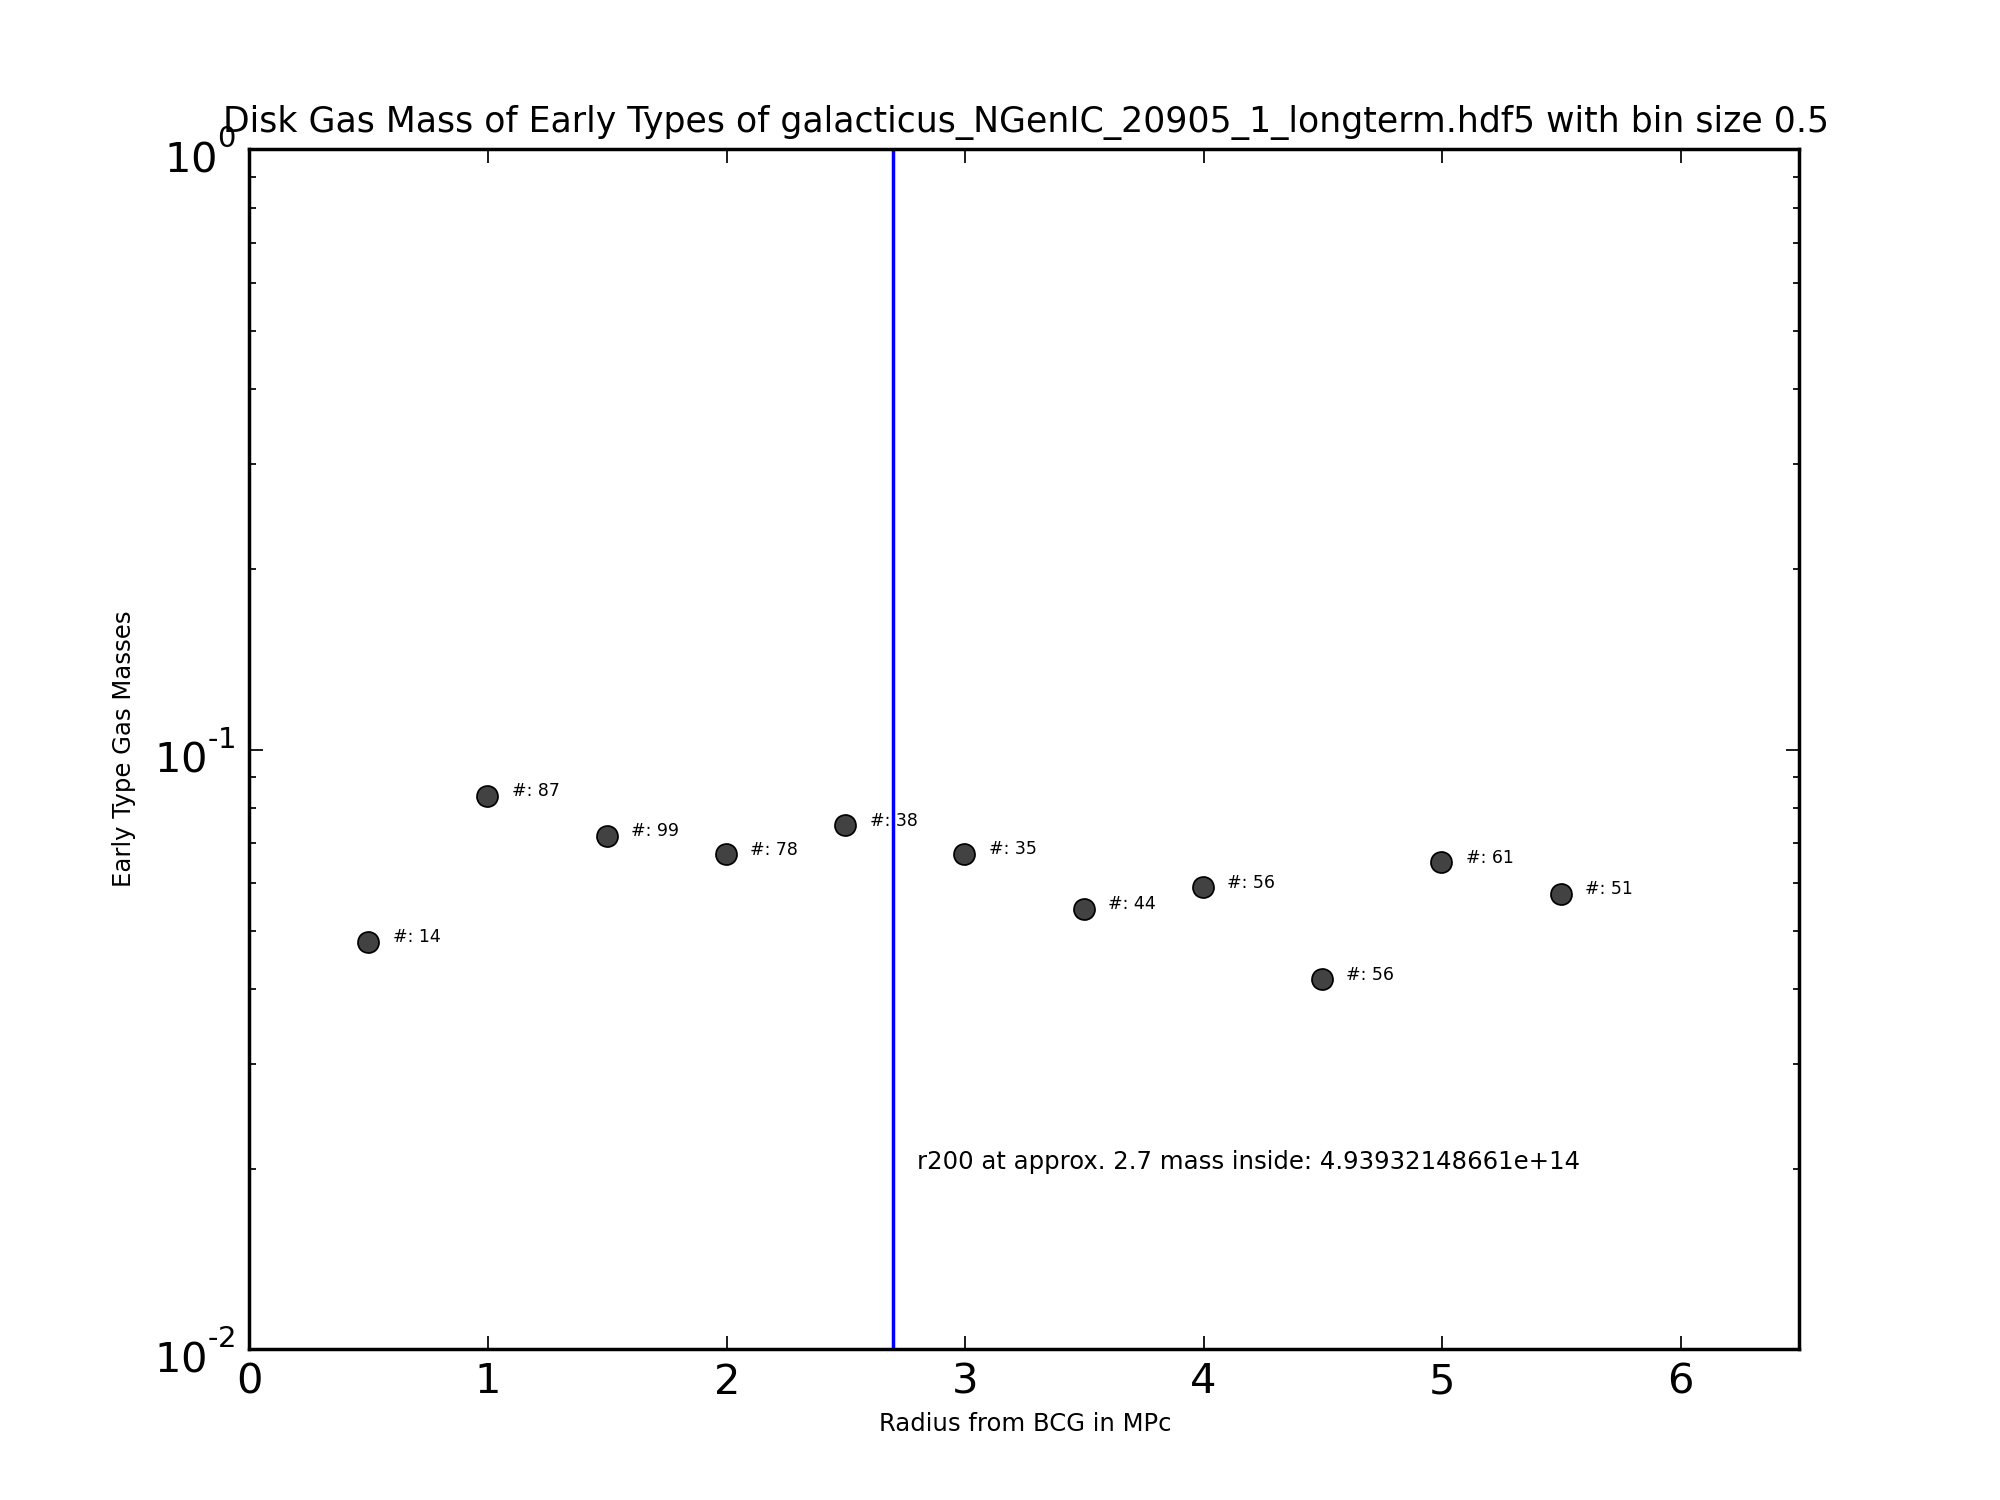 Disk Gas Mass of Early Types of galacticus_NGenIC_20905_1_longterm.hdf5 with bin size 0.5
10^0
10^-1
10^-2
Early Type Gas Masses
#: 14
#: 87
#: 99
#: 78
#: 38
#: 35
#: 44
#: 56
#: 56
#: 61
#: 51
r200 at approx. 2.7 mass inside: 4.93932148661e+14
0 1 2 3 4 5 6
Radius from BCG in MPc